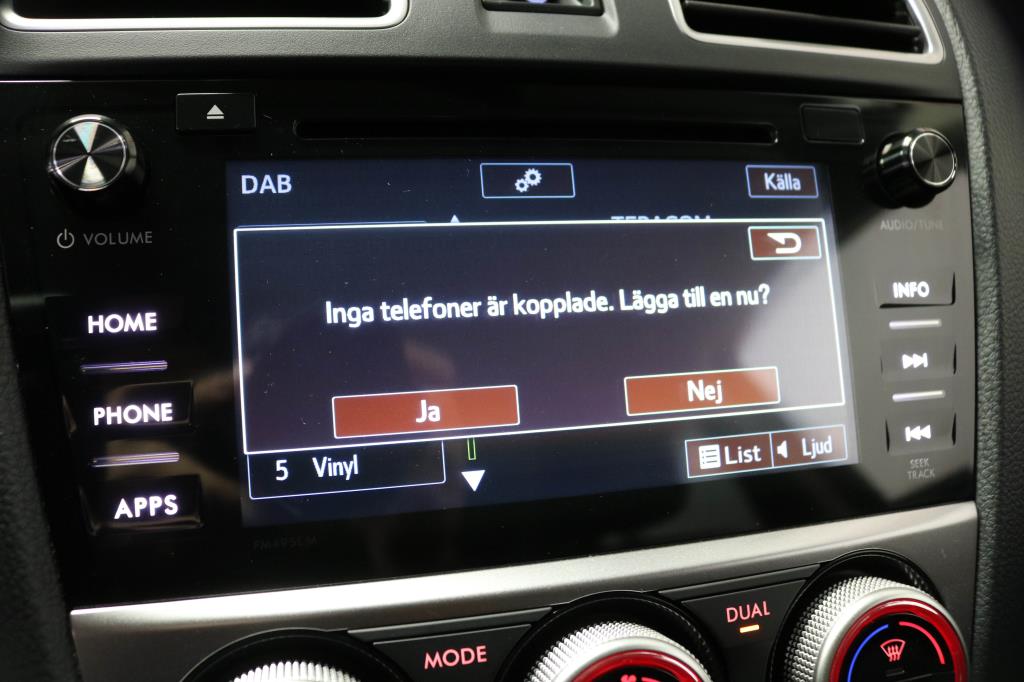 DAB
Källa
VOLUME
AUDIO/TUNE
Inga telefoner är kopplade. Lägga till en nu?
HOME
INFO
PHONE
Ja
Nej
5 Vinyl
List
Ljud
APPS
SEEK
TRACK
MODE
DUAL